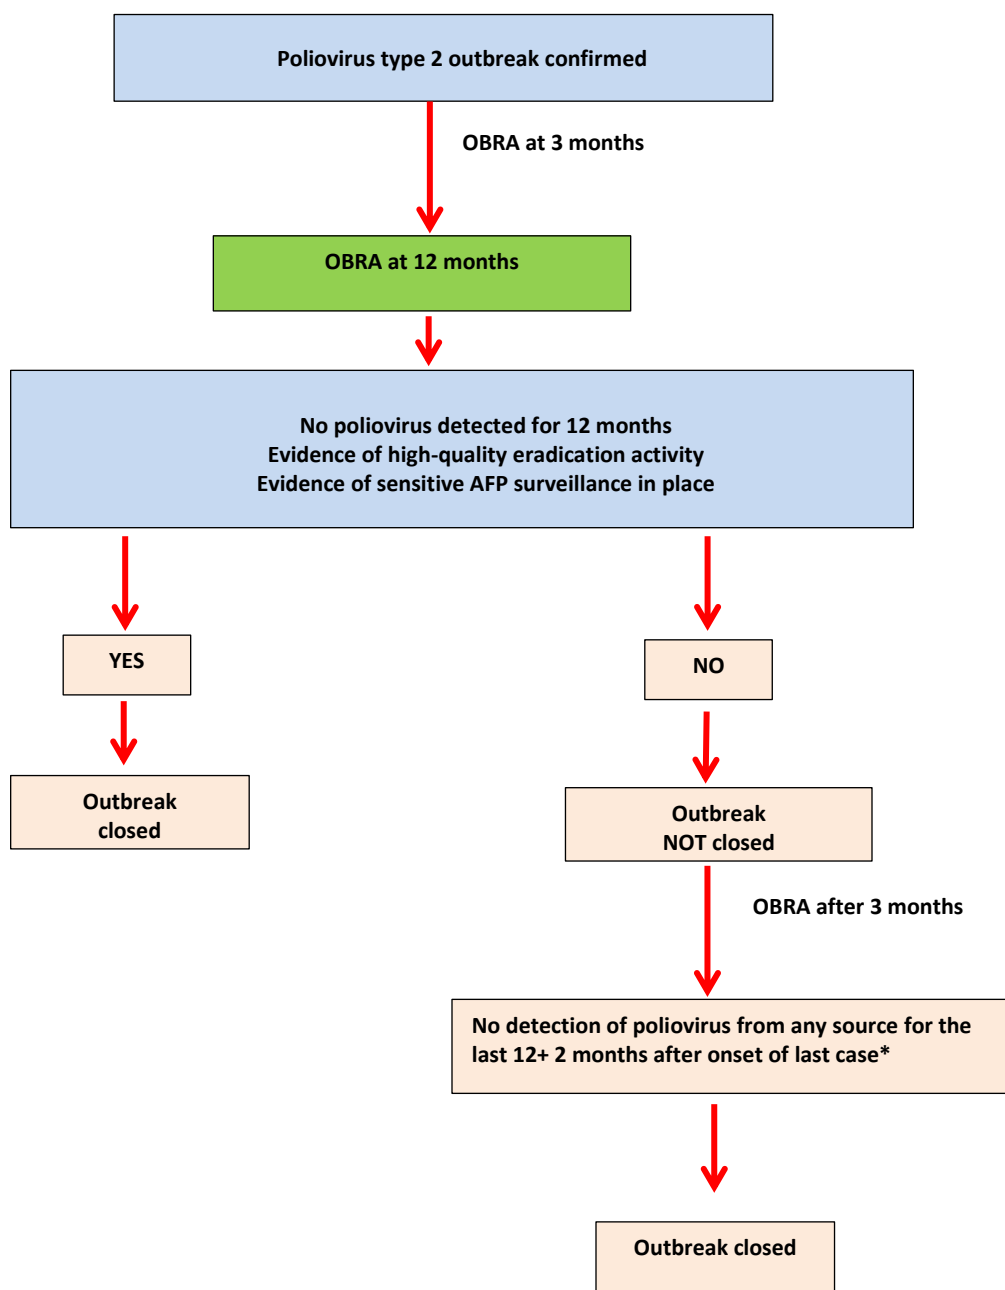 Poliovirus type 2 outbreak confirmed
OBRA at 3 months
OBRA at 12 months
No poliovirus detected for 12 months
Evidence of high-quality eradication activity
Evidence of sensitive AFP surveillance in place
YES
NO
Outbreak
closed
Outbreak
NOT closed
OBRA after 3 months
No detection of poliovirus from any source for the
last 12+ 2 months after onset of last case*
Outbreak closed